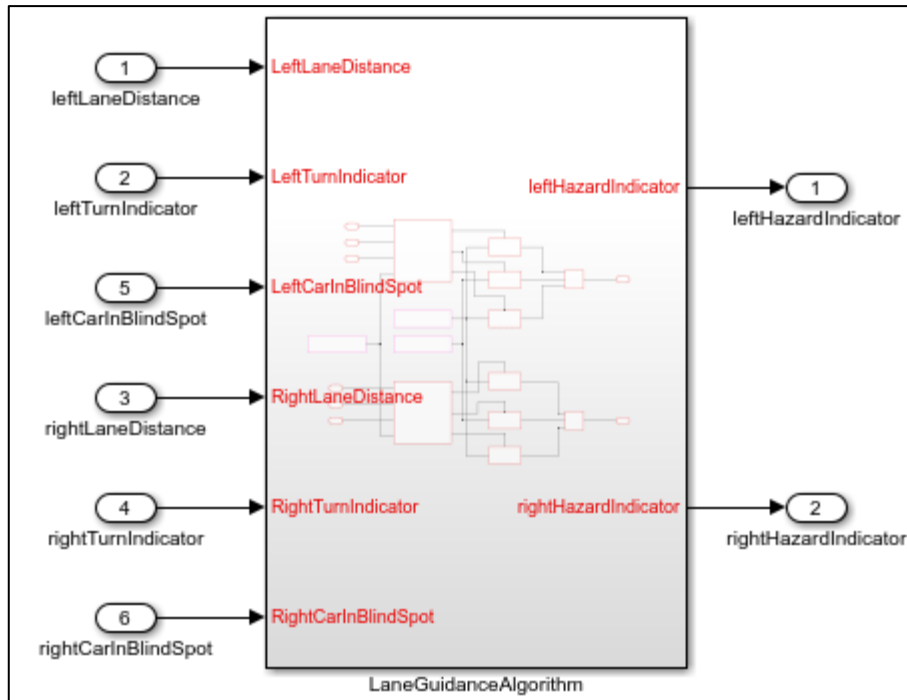 1
leftLaneDistance
LeftLaneDistance
2
leftTurnIndicator
LeftTurnIndicator
5
leftCarInBlindSpot
LeftCarInBlindSpot
3
rightLaneDistance
RightLaneDistance
4
rightTurnIndicator
RightTurnIndicator
6
rightCarInBlindSpot
RightCarInBlindSpot
leftHazardIndicator
1
leftHazardIndicator
rightHazardIndicator
2
rightHazardIndicator
LaneGuidanceAlgorithm